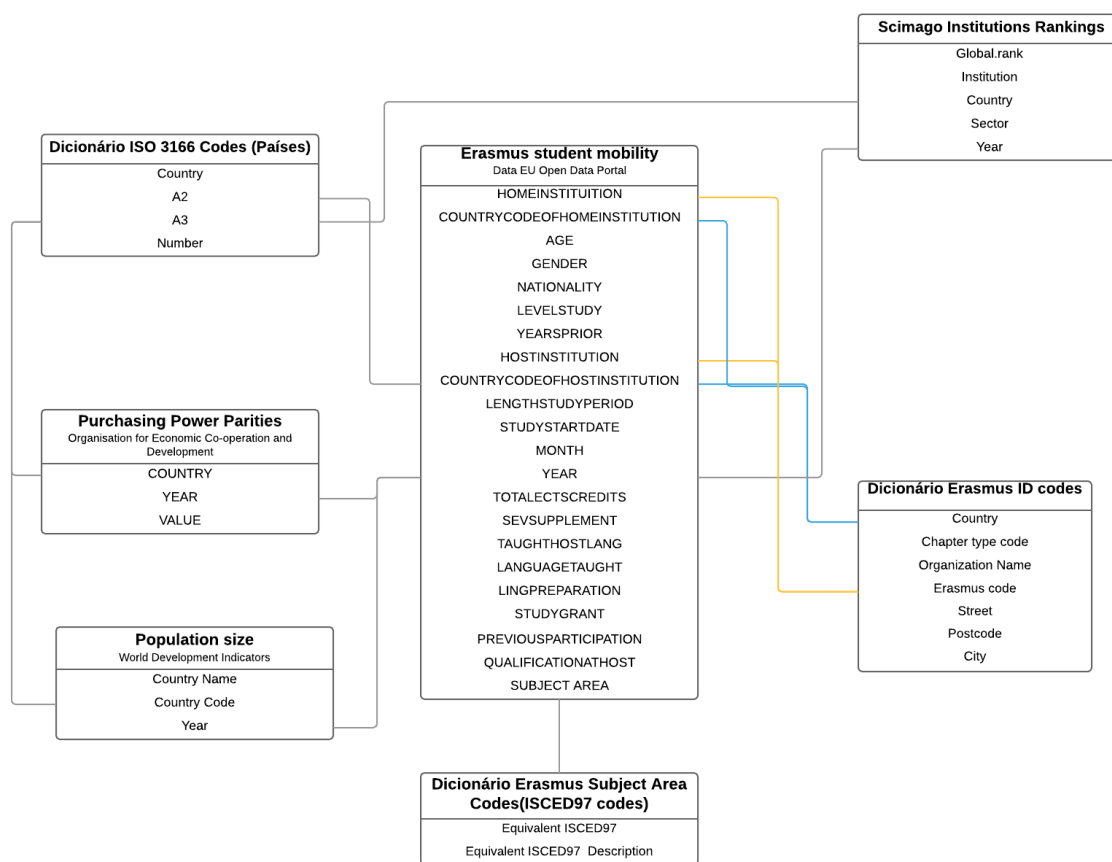 Scimago Institutions Rankings
Global.rank
Institution
Country
Sector
Year
Dicionário ISO 3166 Codes (Países)
Country
A2
A3
Number
Erasmus student mobility
Data EU Open Data Portal
HOMEINSTITUITION
COUNTRYCODEOFHOMEINSTITUTION
AGE
GENDER
NATIONALITY
LEVELSTUDY
YEARSPRIOR
HOSTINSTITUTION
COUNTRYCODEOFHOSTINSTITUTION
LENGTHSTUDYPERIOD
STUDYSTARTDATE
MONTH
YEAR
TOTALECTSCREDITS
SEVSUPPLEMENT
TAUGHTHOSTLANG
LANGUAGETAUGHT
LINGPREPARATION
STUDYGRANT
PREVIOUSPARTICIPATION
QUALIFICATIONATHOST
SUBJECT AREA
Purchasing Power Parities
Organisation for Economic Co-operation and
Development
COUNTRY
YEAR
VALUE
Dicionário Erasmus ID codes
Country
Chapter type code
Organization Name
Erasmus code
Street
Postcode
City
Population size
World Development Indicators
Country Name
Country Code
Year
Dicionário Erasmus Subject Area
Codes(ISCED97 codes)
Equivalent ISCED97
Equivalent ISCED97 Description